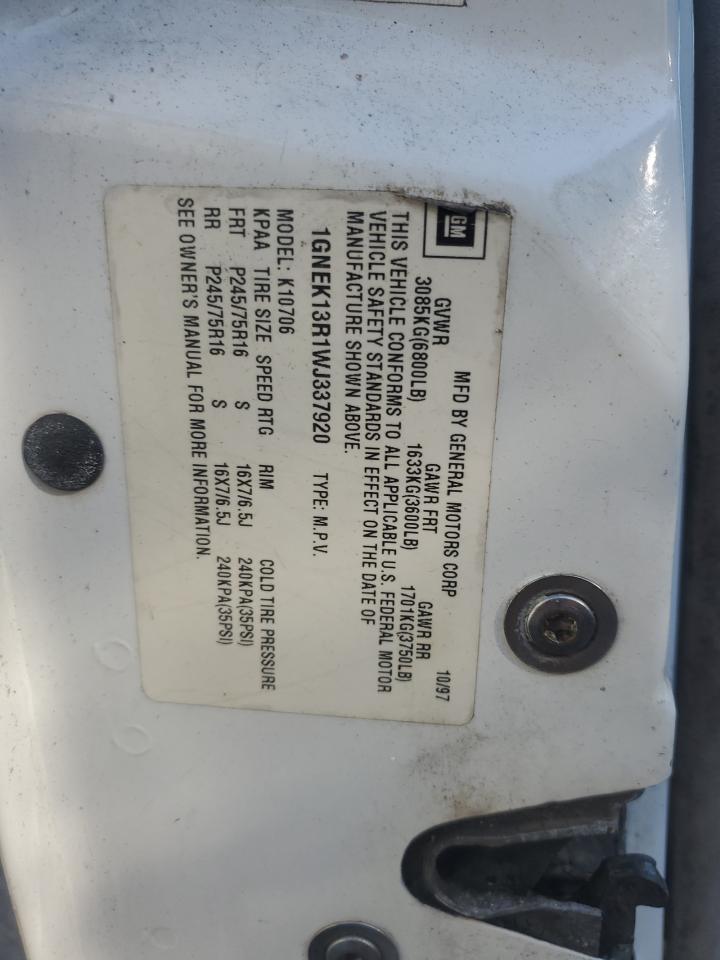 GM
MFD BY GENERAL MOTORS CORP 10/97
GVWR GAWR FRT GAWR RR
3085KG(6800LB) 1633KG(3600LB) 1701KG(3750LB)
THIS VEHICLE CONFORMS TO ALL APPLICABLE U.S. FEDERAL MOTOR
VEHICLE SAFETY STANDARDS IN EFFECT ON THE DATE OF
MANUFACTURE SHOWN ABOVE.
1GNEK13R1WJ337920 TYPE: M.P.V.
MODEL: K10706
KPAA TIRE SIZE SPEED RTG RIM COLD TIRE PRESSURE
FRT P245/75R16 S 16X7/6.5J 240KPA(35PSI)
RR P245/75R16 S 16X7/6.5J 240KPA(35PSI)
SEE OWNER'S MANUAL FOR MORE INFORMATION.